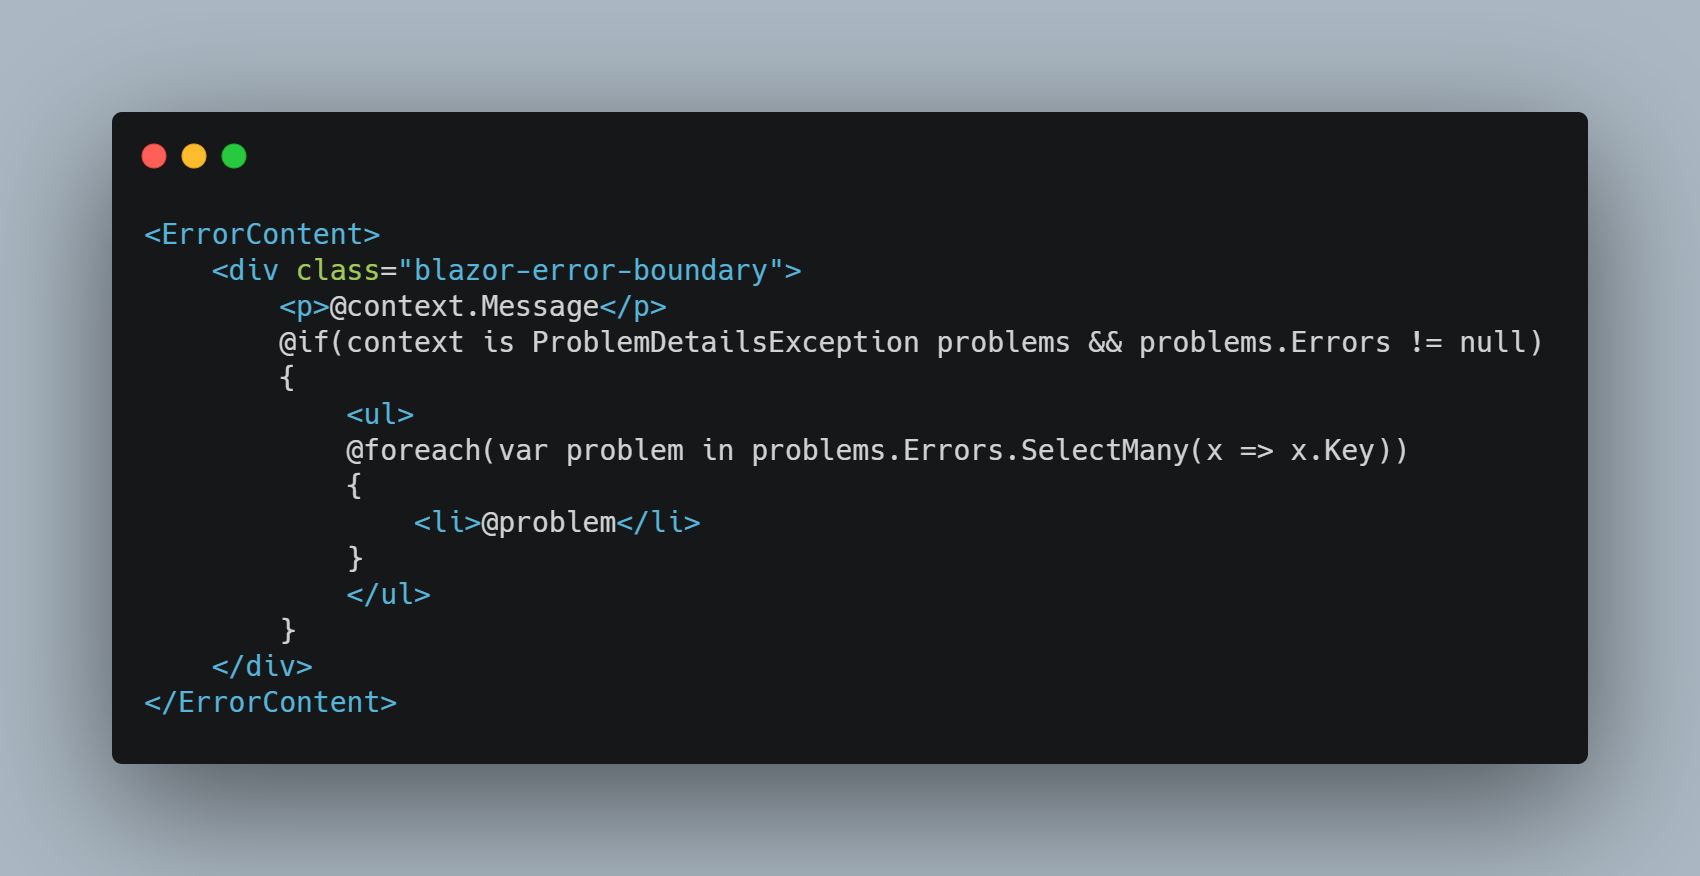 <ErrorContent>
    <div class="blazor-error-boundary">
        <p>@context.Message</p>
        @if(context is ProblemDetailsException problems && problems.Errors != null)
        {
            <ul>
            @foreach(var problem in problems.Errors.SelectMany(x => x.Key))
            {
                <li>@problem</li>
            }
            </ul>
        }
    </div>
</ErrorContent>